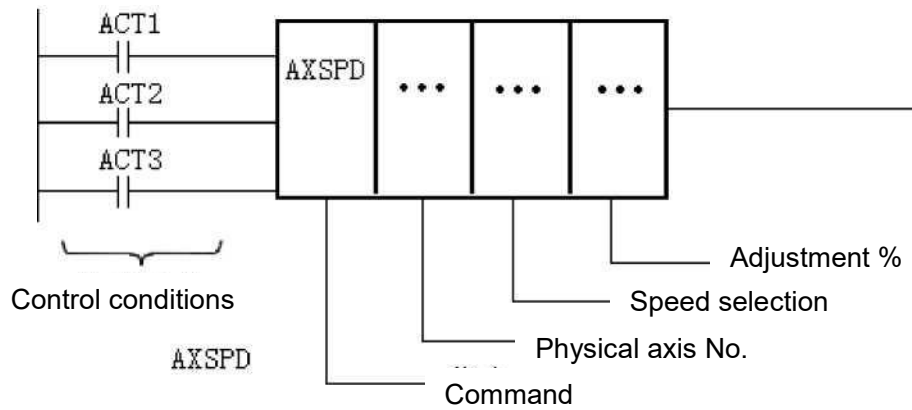 ACT1
AXSPD
... ... ...
ACT2
ACT3
Adjustment %
Control conditions
Speed selection
Physical axis No.
AXSPD
Command